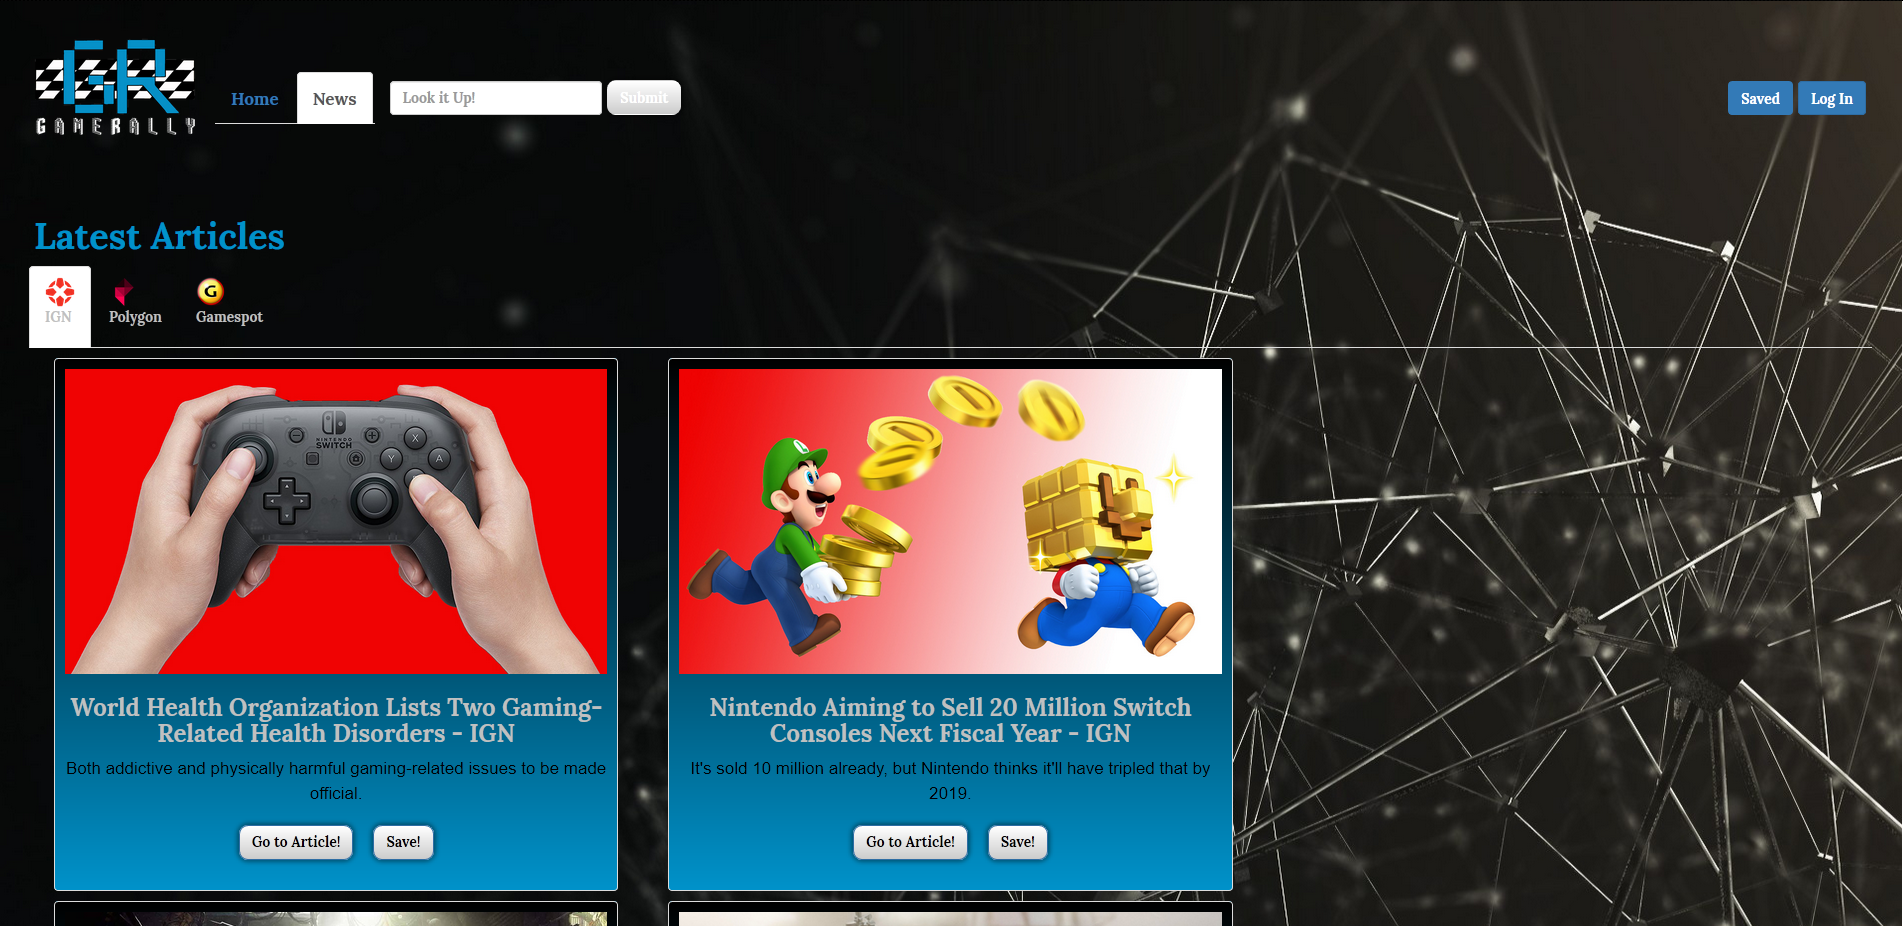 GR
GAMERALLY
Home
News
Look it Up!
Submit
Saved
Log In
Latest Articles
IGN
Polygon
G
Gamespot
NINTENDO
SWITCH
X
Y
A
World Health Organization Lists Two Gaming-
Related Health Disorders - IGN
Both addictive and physically harmful gaming-related issues to be made
official.
Go to Article!
Save!
L
Nintendo Aiming to Sell 20 Million Switch
Consoles Next Fiscal Year - IGN
It's sold 10 million already, but Nintendo thinks it'll have tripled that by
2019.
Go to Article!
Save!